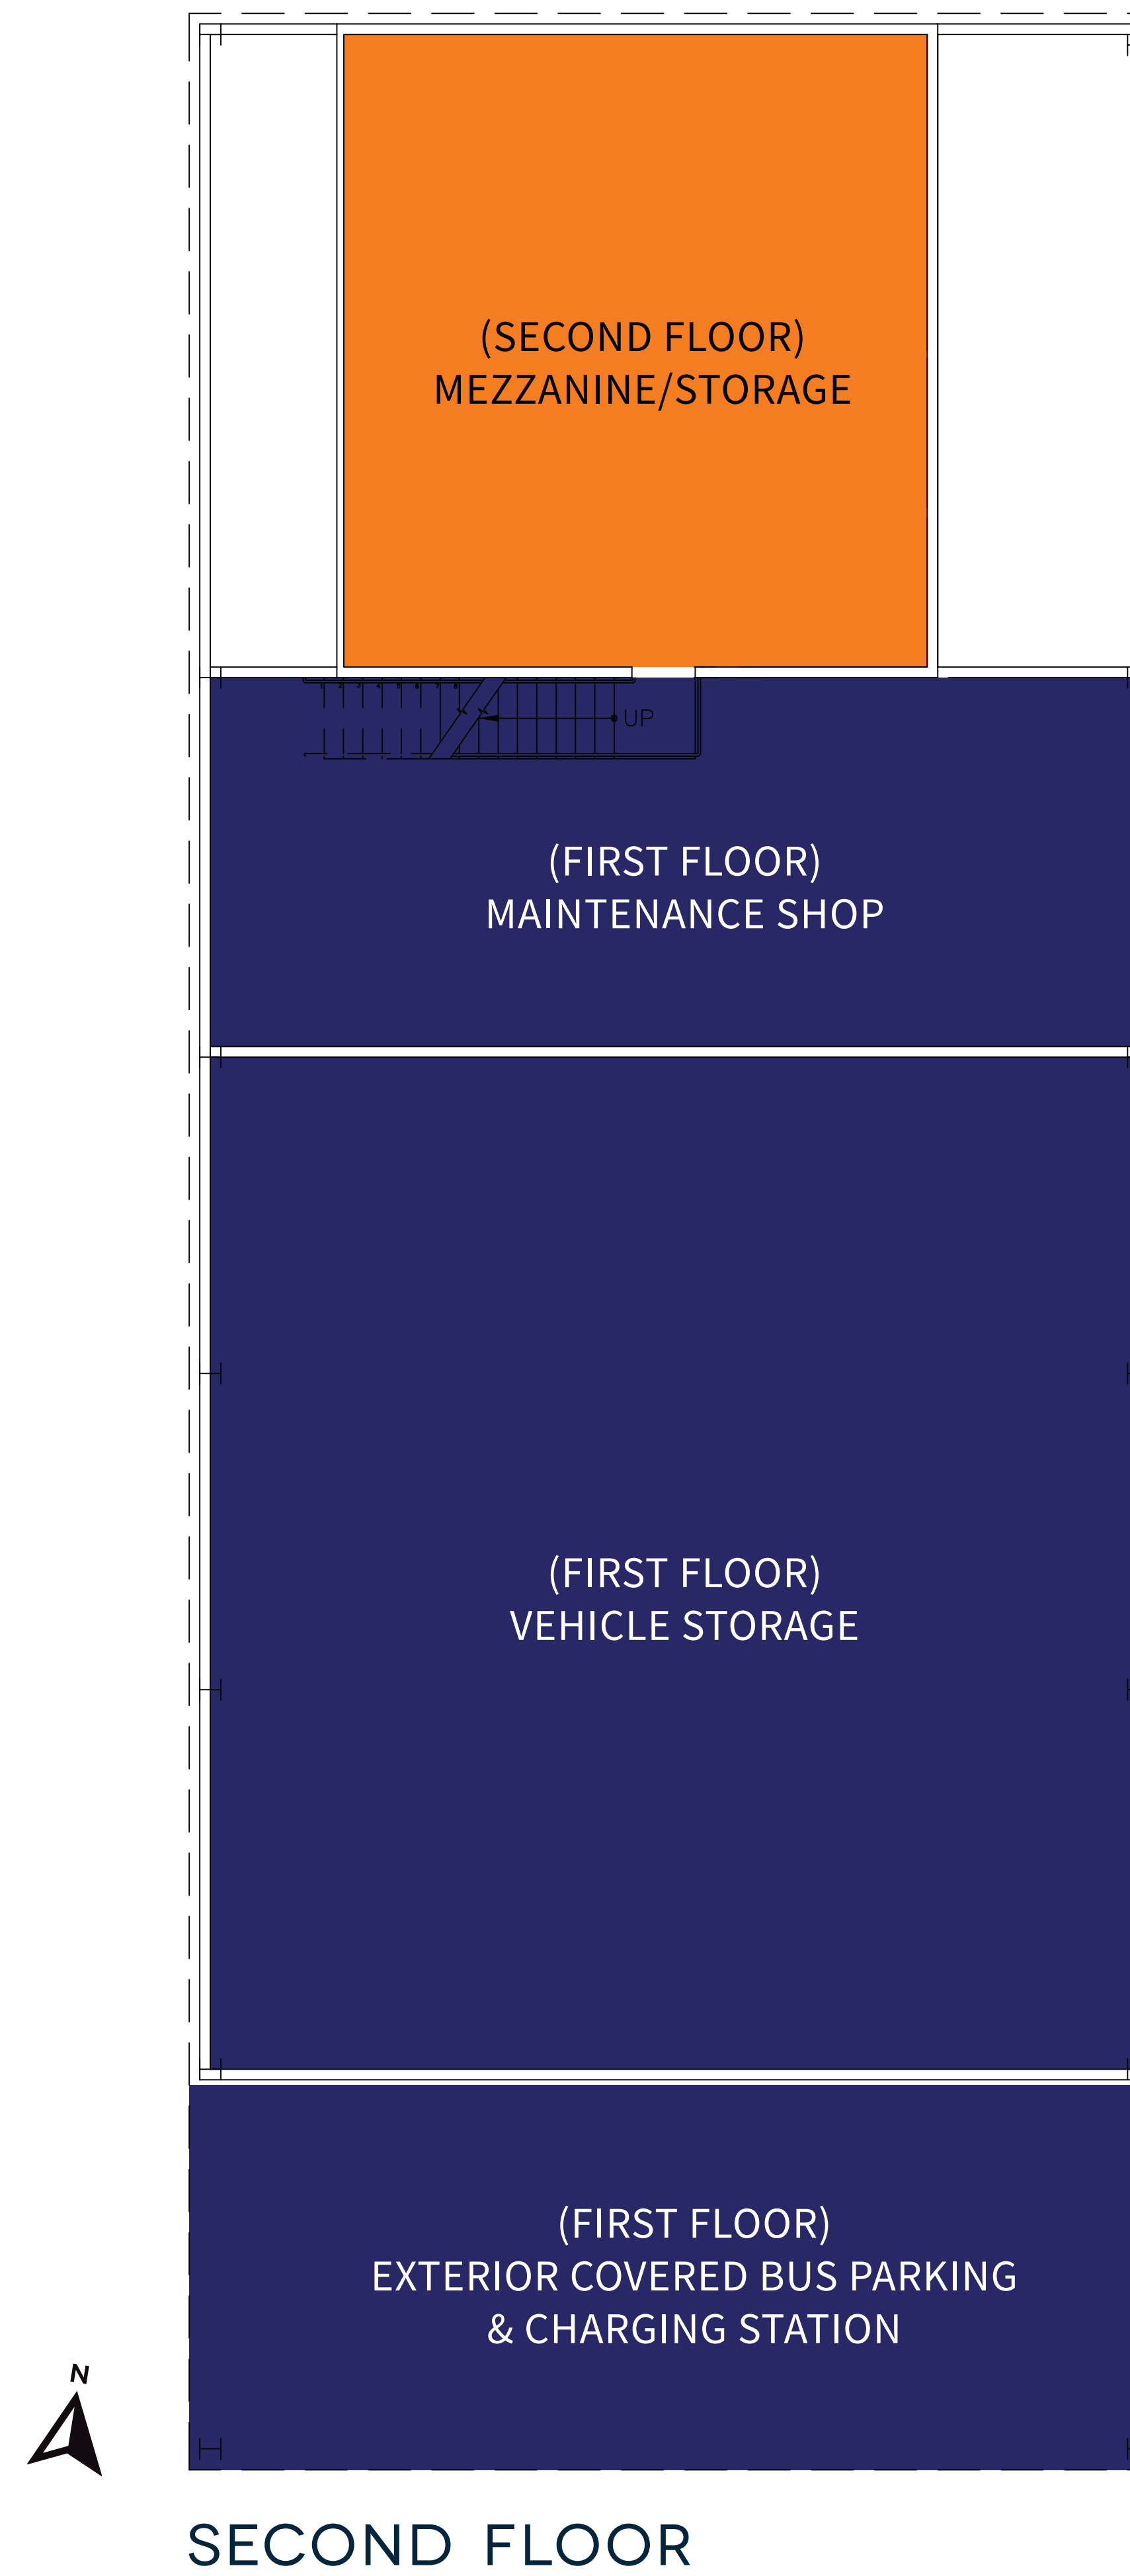 (SECOND FLOOR)
MEZZANINE/STORAGE
UP
(FIRST FLOOR)
MAINTENANCE SHOP
(FIRST FLOOR)
VEHICLE STORAGE
(FIRST FLOOR)
EXTERIOR COVERED BUS PARKING
& CHARGING STATION
N
SECOND FLOOR